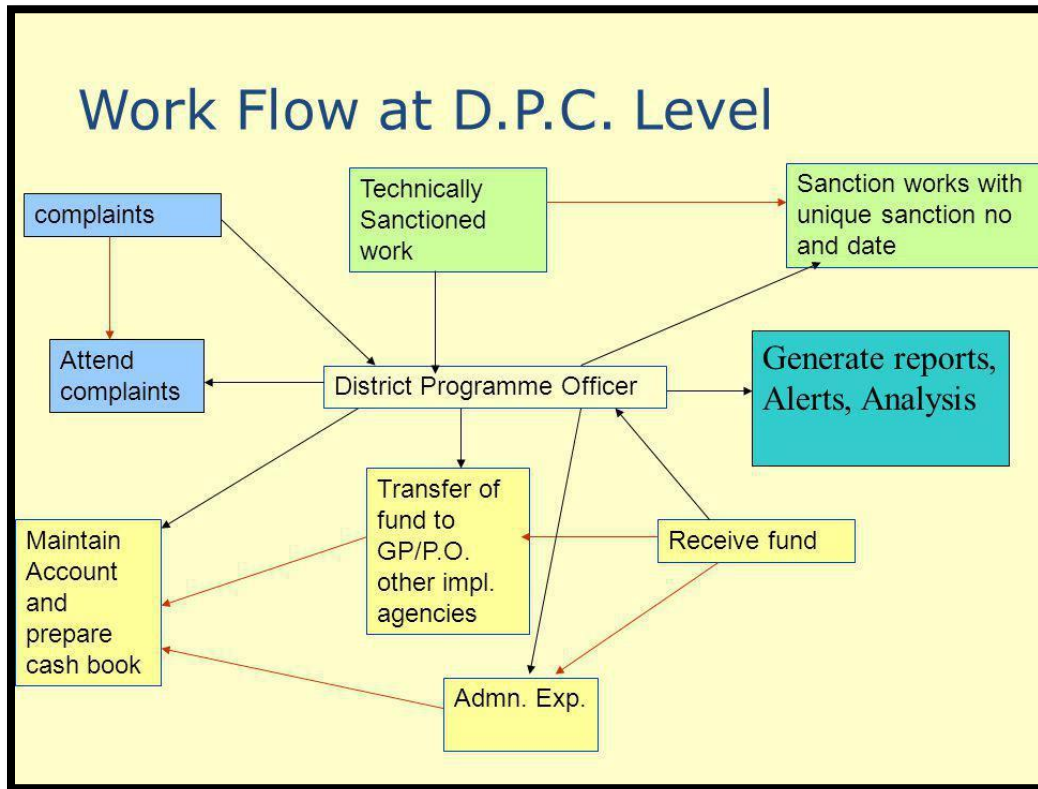 Work Flow at D.P.C. Level
complaints
Technically
Sanctioned
work
Sanction works with
unique sanction no
and date
Attend
complaints
District Programme Officer
Generate reports,
Alerts, Analysis
Maintain
Account
and
prepare
cash book
Transfer of
fund to
GP/P.O.
other impl.
agencies
Receive fund
Admn. Exp.